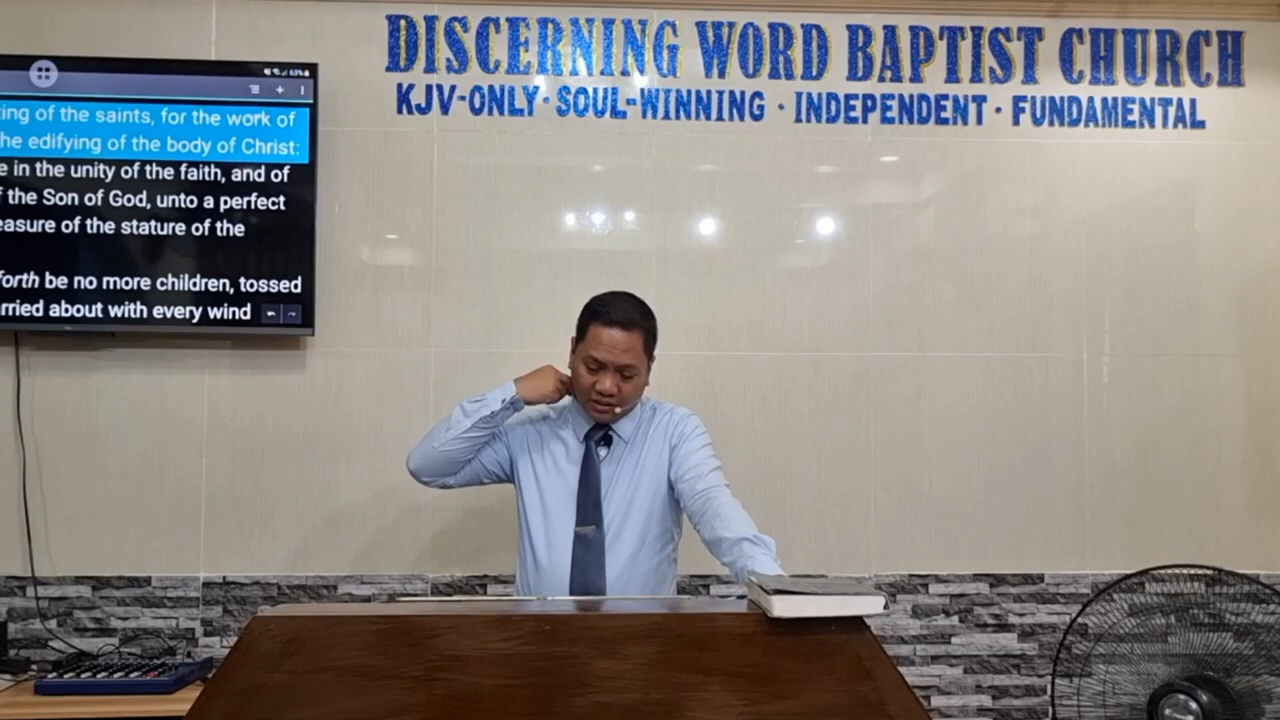 DISCERNING WORD BAPTIST CHURCH
KJV-ONLY · SOUL-WINNING · INDEPENDENT · FUNDAMENTAL
63%
ting of the saints, for the work of
he edifying of the body of Christ:
e in the unity of the faith, and of
f the Son of God, unto a perfect
easure of the stature of the
forth be no more children, tossed
rried about with every wind